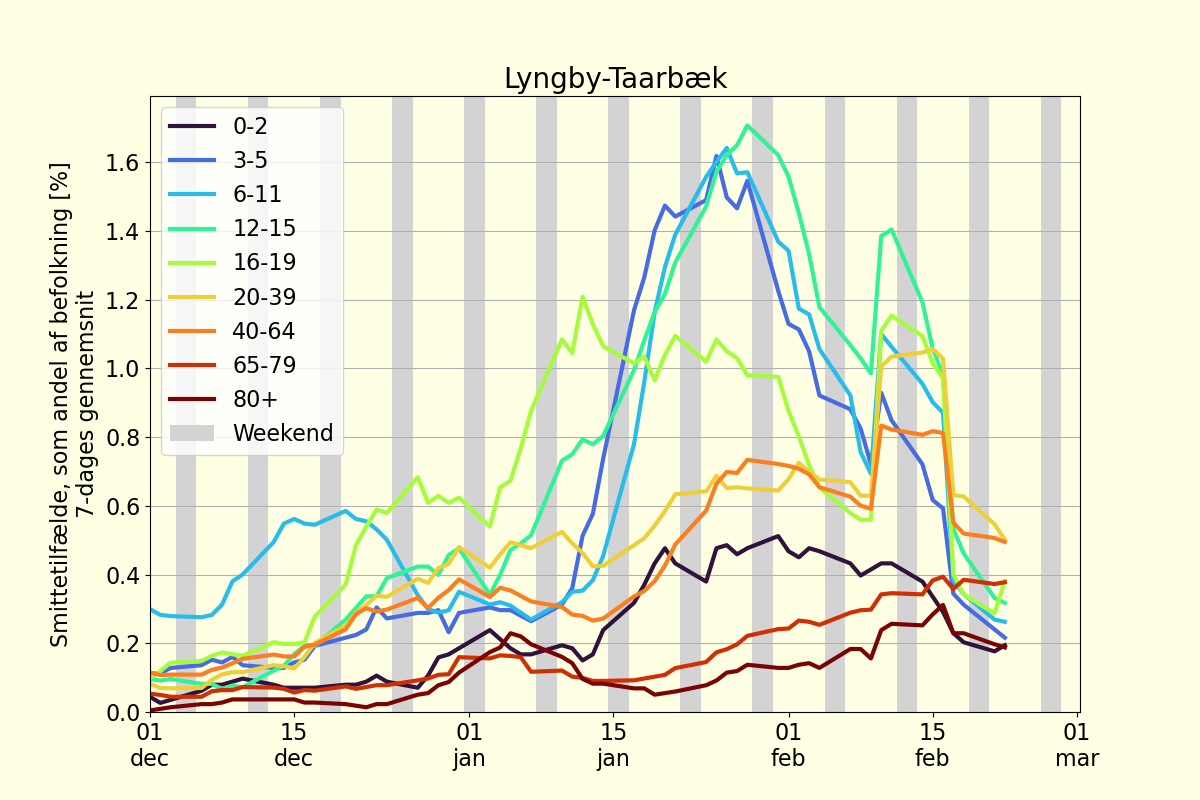 Lyngby-Taarbæk
Smittetilfælde, som andel af befolkning [%]
7-dages gennemsnit
1.6
1.4
1.2
1.0
0.8
0.6
0.4
0.2
0.0
0-2
3-5
6-11
12-15
16-19
20-39
40-64
65-79
80+
Weekend
01
dec
15
dec
01
jan
15
jan
01
feb
15
feb
01
mar